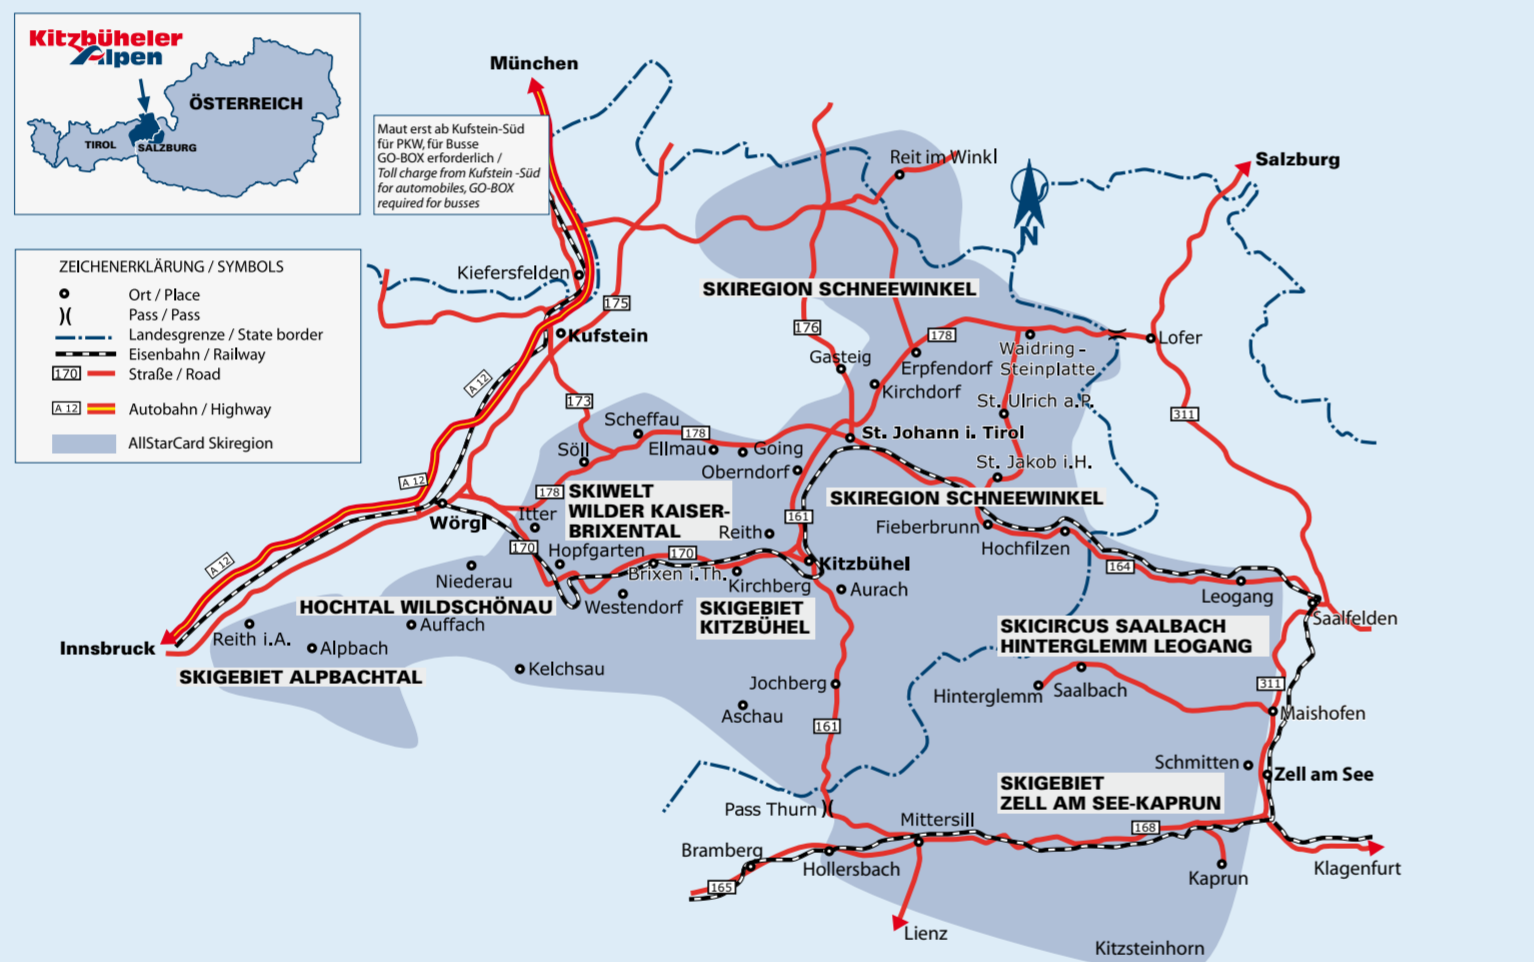 Kitzbüheler
Alpen
ÖSTERREICH
TIROL
SALZBURG
ZEICHENERKLÄRUNG / SYMBOLS
Ort / Place
)( Pass / Pass
Landesgrenze / State border
Eisenbahn / Railway
170 Straße / Road
A 12 Autobahn / Highway
AllStarCard Skiregion
München
Maut erst ab Kufstein-Süd
für PKW, für Busse
GO-BOX erforderlich /
Toll charge from Kufstein -Süd
for automobiles, GO-BOX
required for busses
Reit im Winkl
Salzburg
N
Kiefersfelden
175
SKIREGION SCHNEEWINKEL
Kufstein
176
178
Lofer
Waidring -
Steinplatte
Gasteig
Erpfendorf
Kirchdorf
A 12
173
St. Ulrich a.P.
311
Scheffau
178
St. Johann i. Tirol
Söll
Ellmau
Going
Oberndorf
St. Jakob i.H.
A 12
178
SKIWELT
WILDER KAISER-
BRIXENTAL
SKIREGION SCHNEEWINKEL
Wörgl
Itter
161
Fieberbrunn
Reith
Hochfilzen
170
Hopfgarten
170
A 12
Niederau
Brixen i.Th.
Kirchberg
Kitzbühel
164
Aurach
Leogang
HOCHTAL WILDSCHÖNAU
Westendorf
SKIGEBIET
KITZBÜHEL
Saalfelden
Auffach
SKICIRCUS SAALBACH
HINTERGLEMM LEOGANG
Innsbruck
Reith i.A.
Alpbach
SKIGEBIET ALPBACHTAL
Kelchsau
Jochberg
Hinterglemm
Saalbach
311
Aschau
Maishofen
161
Schmitten
Zell am See
SKIGEBIET
ZELL AM SEE-KAPRUN
Pass Thurn )(
Mittersill
168
Bramberg
Hollersbach
Kaprun
Klagenfurt
165
Lienz
Kitzsteinhorn